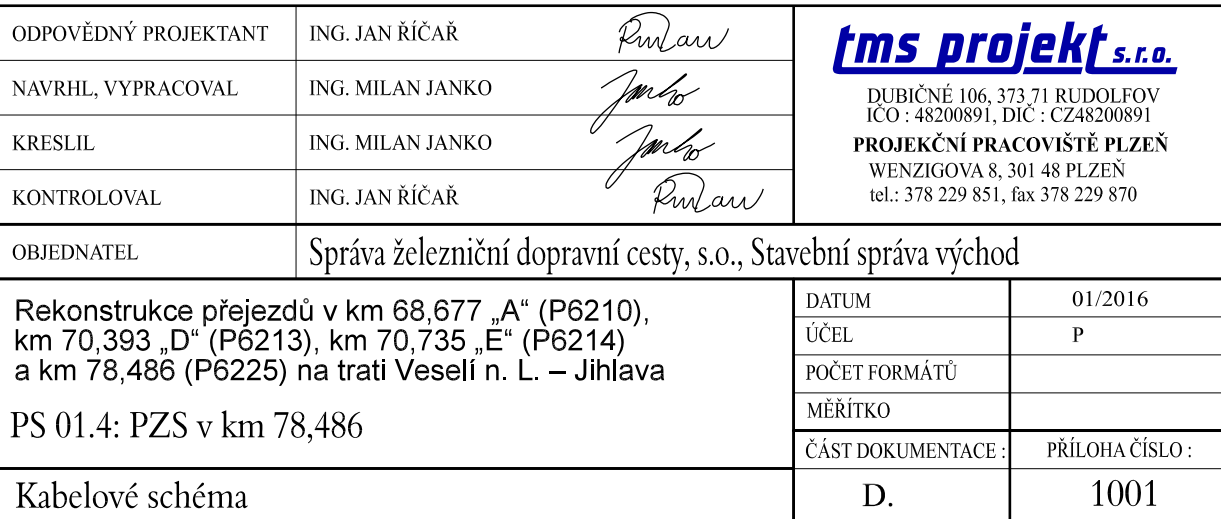 ODPOVĚDNÝ PROJEKTANT ING. JAN ŘÍČAŘ
NAVRHL, VYPRACOVAL ING. MILAN JANKO Janko
KRESLIL ING. MILAN JANKO Janko
KONTROLOVAL ING. JAN ŘÍČAŘ
tms projekt s.r.o.
DUBIČNÉ 106, 373 71 RUDOLFOV
IČO : 48200891, DIČ : CZ48200891
PROJEKČNÍ PRACOVIŠTĚ PLZEŇ
WENZIGOVA 8, 301 48 PLZEŇ
tel.: 378 229 851, fax 378 229 870
OBJEDNATEL Správa železniční dopravní cesty, s.o., Stavební správa východ
Rekonstrukce přejezdů v km 68,677 „A“ (P6210),
km 70,393 „D“ (P6213), km 70,735 „E“ (P6214)
a km 78,486 (P6225) na trati Veselí n. L. – Jihlava
PS 01.4: PZS v km 78,486
Kabelové schéma
DATUM 01/2016
ÚČEL P
POČET FORMÁTŮ
MĚŘÍTKO
ČÁST DOKUMENTACE : PŘÍLOHA ČÍSLO :
D. 1001